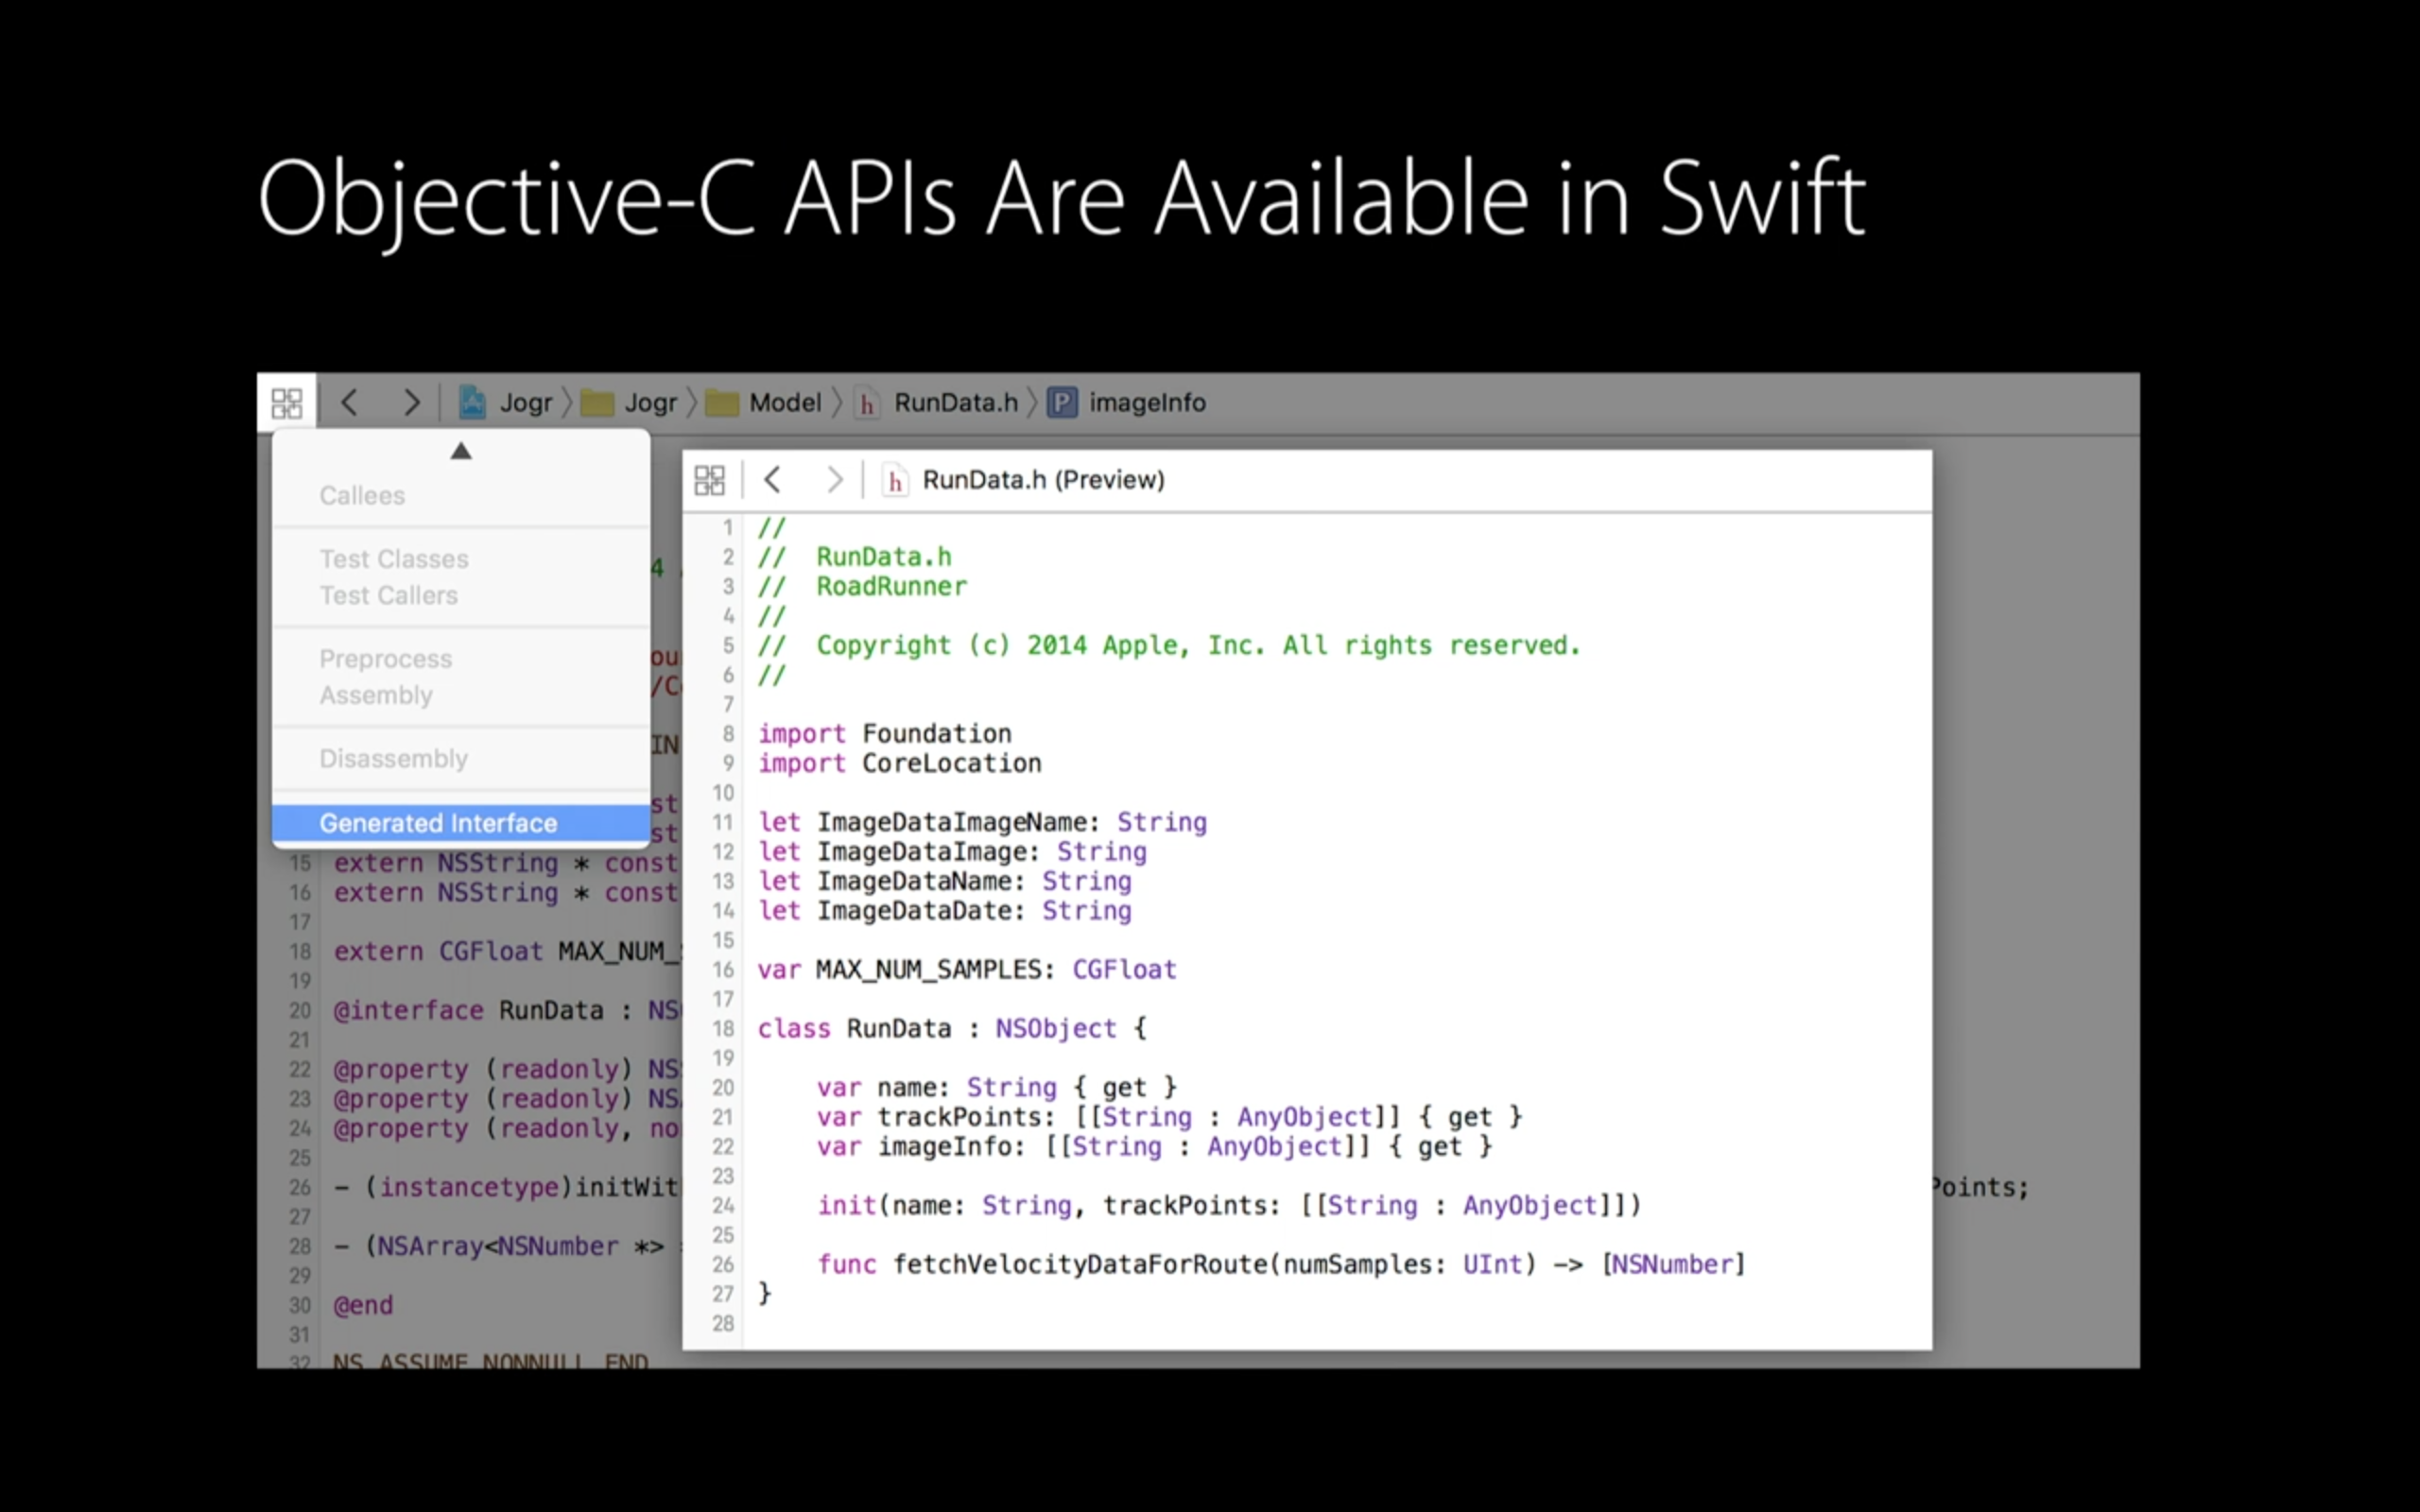 Objective-C APIs Are Available in Swift
Jogr Jogr Model h RunData.h P imageInfo
Callees
Test Classes
Test Callers
Preprocess
Assembly
Disassembly
Generated Interface
4
/C
IN
st
st
15 extern NSString * const
16 extern NSString * const
17
18 extern CGFloat MAX_NUM_
19
20 @interface RunData : NS
21
22 @property (readonly) NS
23 @property (readonly) NS
24 @property (readonly, no
25
26 - (instancetype)initWit
27
28 - (NSArray<NSNumber *>
29
30 @end
31
32 NS_ASSUME_NONNULL_END
Points;
h RunData.h (Preview)
1 //
2 //  RunData.h
3 //  RoadRunner
4 //
5 //  Copyright (c) 2014 Apple, Inc. All rights reserved.
6 //
7
8 import Foundation
9 import CoreLocation
10
11 let ImageDataImageName: String
12 let ImageDataImage: String
13 let ImageDataName: String
14 let ImageDataDate: String
15
16 var MAX_NUM_SAMPLES: CGFloat
17
18 class RunData : NSObject {
19
20     var name: String { get }
21     var trackPoints: [[String : AnyObject]] { get }
22     var imageInfo: [[String : AnyObject]] { get }
23
24     init(name: String, trackPoints: [[String : AnyObject]])
25
26     func fetchVelocityDataForRoute(numSamples: UInt) -> [NSNumber]
27 }
28